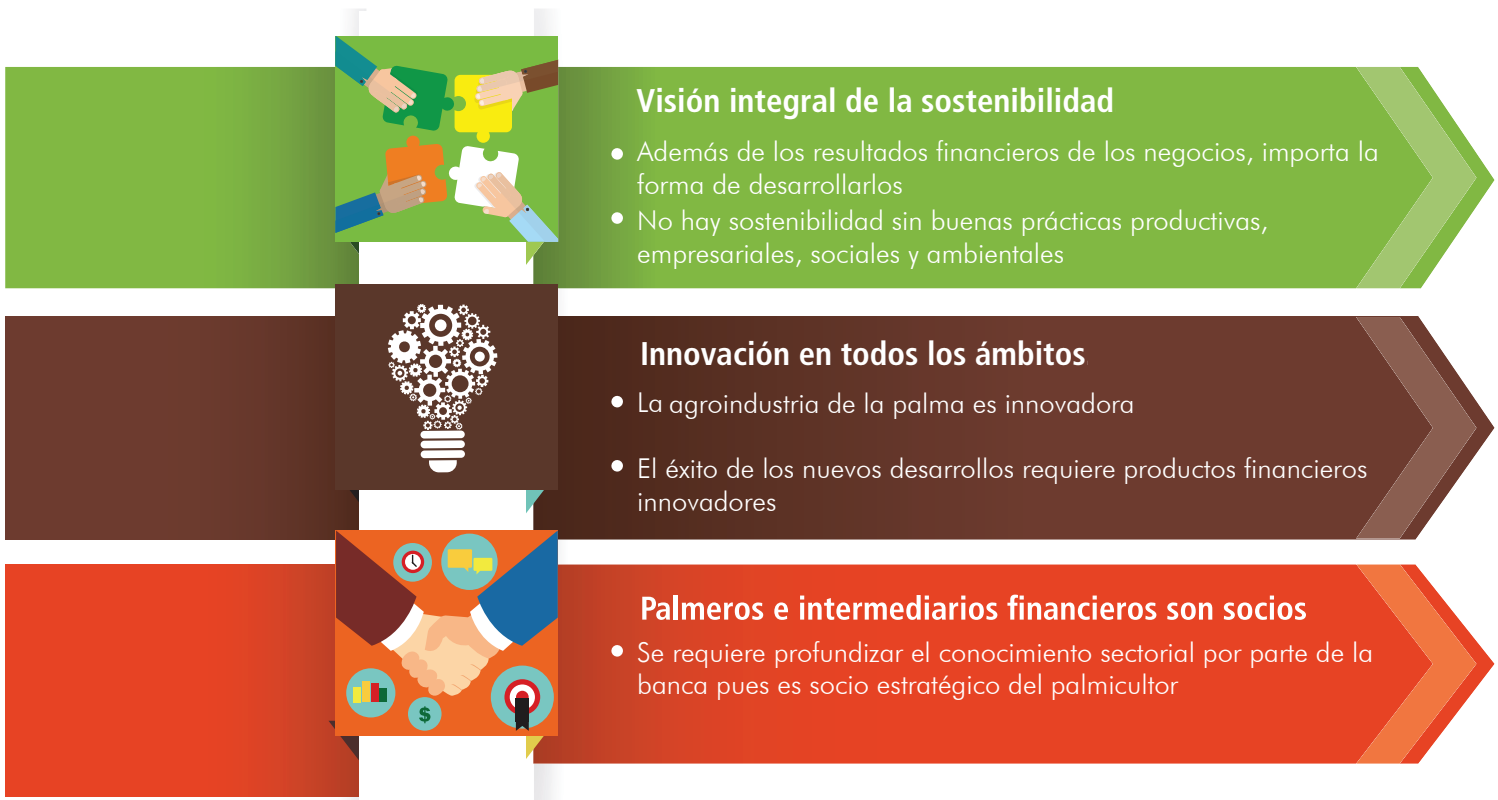 Visión integral de la sostenibilidad
• Además de los resultados financieros de los negocios, importa la
forma de desarrollarlos
• No hay sostenibilidad sin buenas prácticas productivas,
empresariales, sociales y ambientales
Innovación en todos los ámbitos
• La agroindustria de la palma es innovadora
• El éxito de los nuevos desarrollos requiere productos financieros
innovadores
Palmeros e intermediarios financieros son socios
• Se requiere profundizar el conocimiento sectorial por parte de la
banca pues es socio estratégico del palmicultor
$